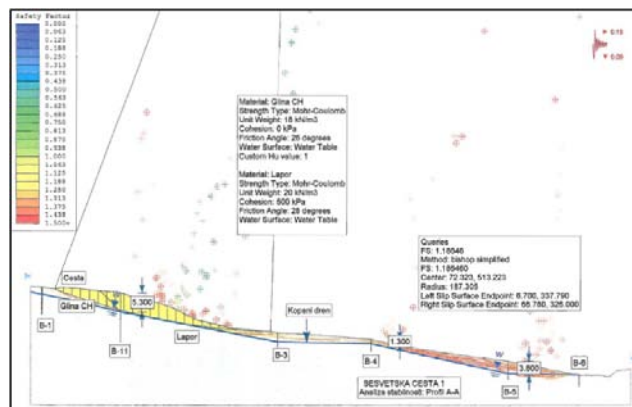 Safety Factor
0.000
0.063
0.125
0.188
0.250
0.313
0.375
0.438
0.500
0.563
0.625
0.688
0.750
0.813
0.870
0.938
1.000
1.063
1.125
1.188
1.250
1.313
1.375
1.438
1.500+
0.18
0.09
Material: Glina CH
Strength Type: Mohr-Coulomb
Unit Weight: 18 kN/m3
Cohesion: 0 kPa
Friction Angle: 25 degrees
Water Surface: Water Table
Custom Hu value: 1
Material: Lapor
Strength Type: Mohr-Coulomb
Unit Weight: 20 kN/m3
Cohesion: 500 kPa
Friction Angle: 28 degrees
Water Surface: Water Table
Queries
FS: 1.18646
Method: bishop simplified
FS: 1.186460
Center: 72.323, 513.223
Radius: 187.305
Left Slip Surface Endpoint: 6.700, 337.790
Right Slip Surface Endpoint: 66.780, 326.000
Cesta
Glina CH
5.300
Lapor
Kopani dren
1.300
3.800
B-1
B-11
B-3
B-4
B-5
B-6
SESVETSKA CESTA 1
Analiza stabilnosti: Profil A-A